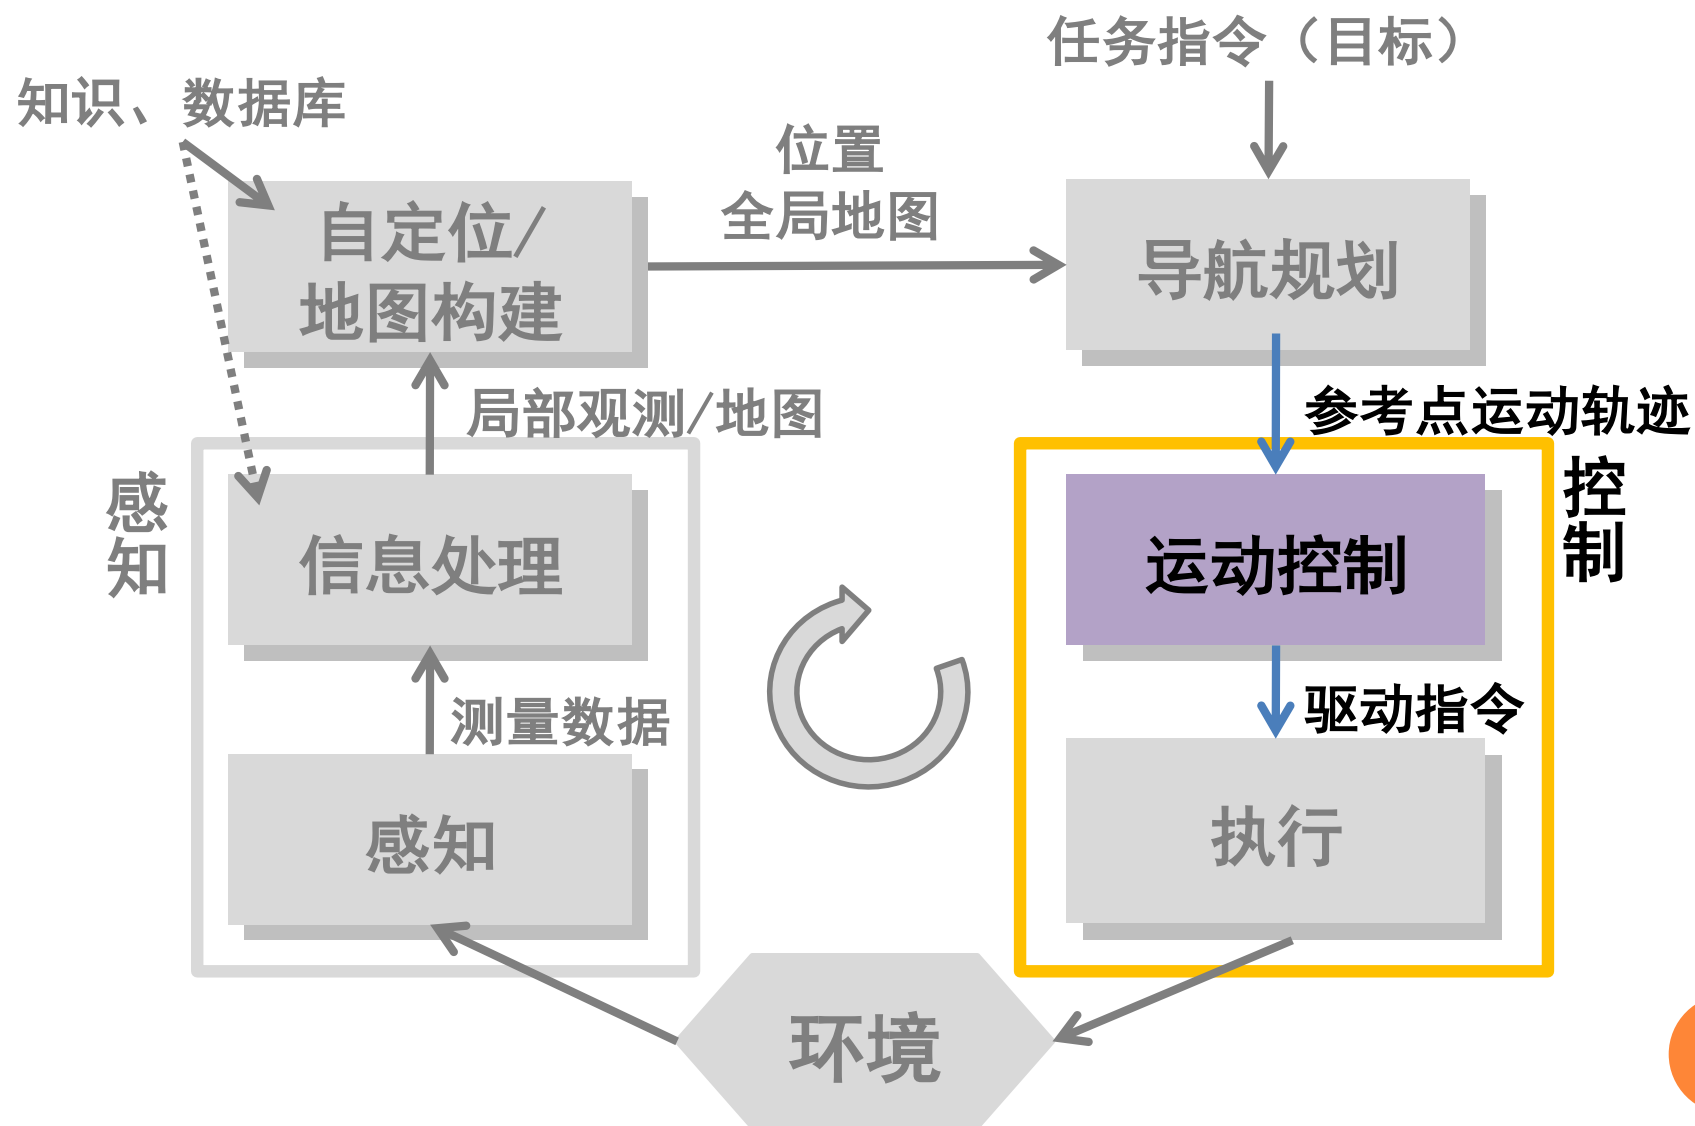 任务指令（目标）
知识、数据库
位置
全局地图
自定位/
地图构建
导航规划
局部观测/地图
参考点运动轨迹
感
知
信息处理
运动控制
控
制
测量数据
驱动指令
感知
执行
环境